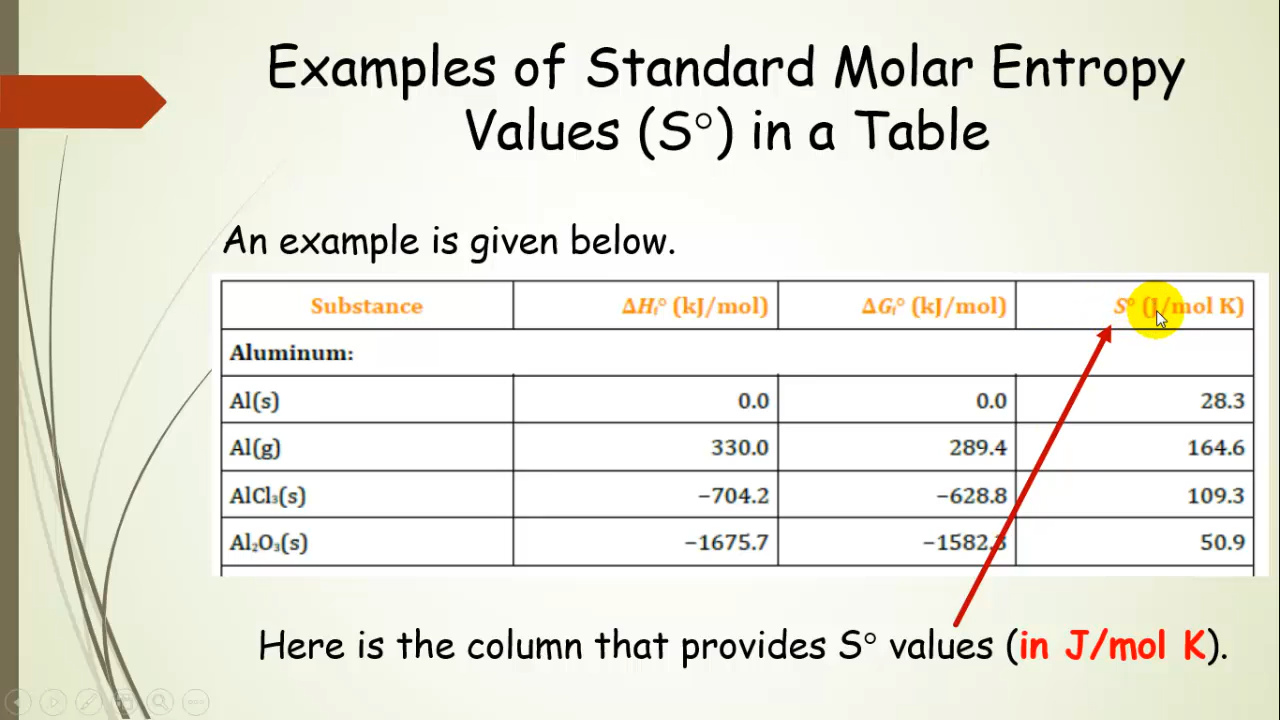 Examples of Standard Molar Entropy
Values (S°) in a Table
An example is given below.
Substance ΔHf° (kJ/mol) ΔGf° (kJ/mol) S° (J/mol K)
Aluminum:
Al(s) 0.0 0.0 28.3
Al(g) 330.0 289.4 164.6
AlCl₃(s) −704.2 −628.8 109.3
Al₂O₃(s) −1675.7 −1582.3 50.9
Here is the column that provides S° values (in J/mol K).